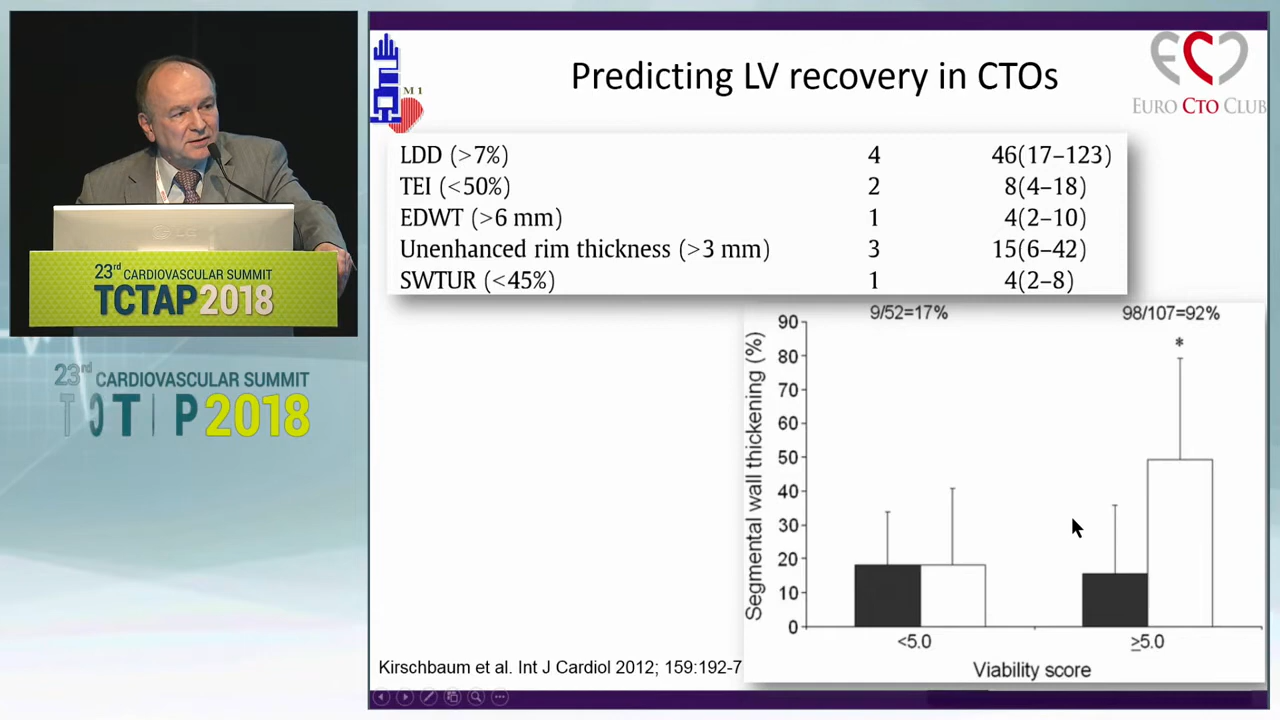 Predicting LV recovery in CTOs
M1
EURO CTO CLUB
LDD (>7%) 4 46(17–123)
TEI (<50%) 2 8(4–18)
EDWT (>6 mm) 1 4(2–10)
Unenhanced rim thickness (>3 mm) 3 15(6–42)
SWTUR (<45%) 1 4(2–8)
9/52=17% 98/107=92%
*
Segmental wall thickening (%)
90
80
70
60
50
40
30
20
10
0
<5.0 ≥5.0
Viability score
Kirschbaum et al. Int J Cardiol 2012; 159:192-7
LG
23rd CARDIOVASCULAR SUMMIT
TCTAP2018
23rd CARDIOVASCULAR SUMMIT
TCTAP 2018